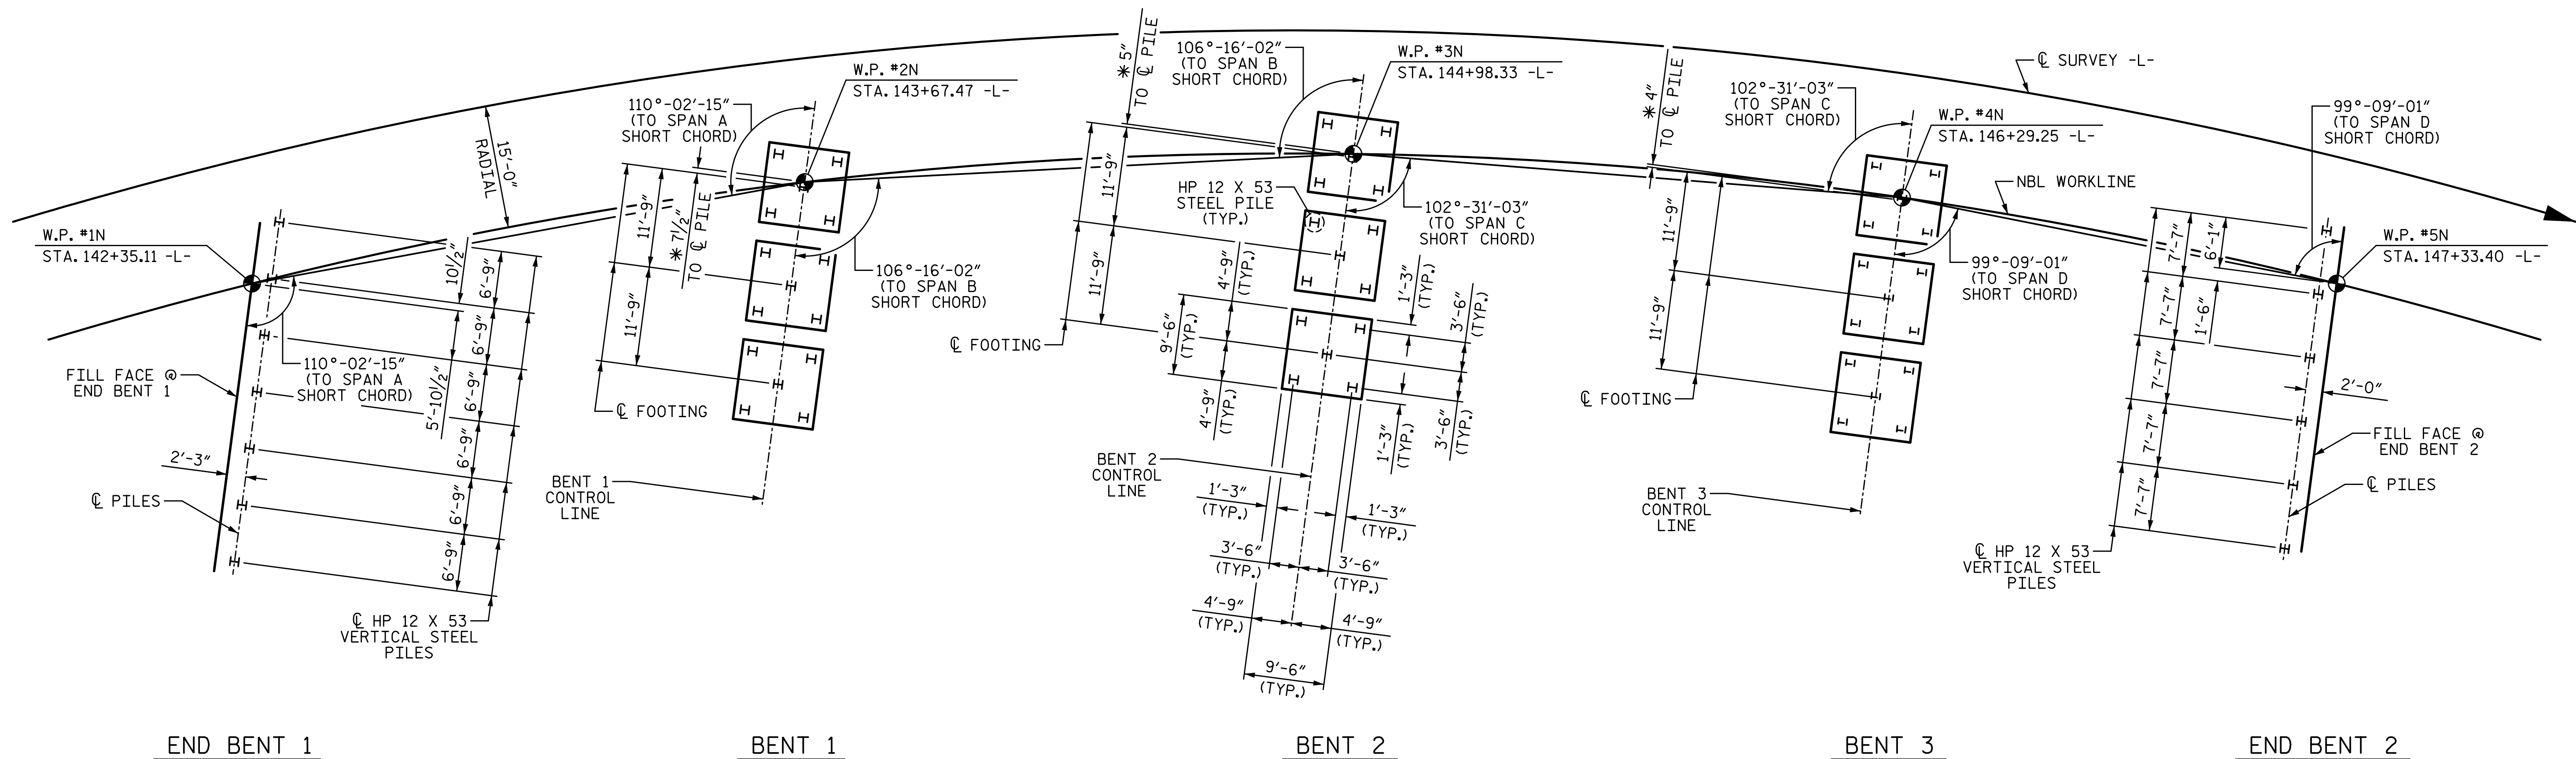 W.P. #1N
STA. 142+35.11 -L-
FILL FACE @
END BENT 1
2'-3"
℄ PILES
110°-02'-15"
(TO SPAN A
SHORT CHORD)
10½"
5'-10½"
6'-9"
6'-9"
6'-9"
6'-9"
6'-9"
6'-9"
℄ HP 12 X 53
VERTICAL STEEL
PILES
15'-0"
RADIAL
END BENT 1
110°-02'-15"
(TO SPAN A
SHORT CHORD)
W.P. #2N
STA. 143+67.47 -L-
11'-9"
11'-9"
*7½"
TO ℄ PILE
106°-16'-02"
(TO SPAN B
SHORT CHORD)
℄ FOOTING
BENT 1
CONTROL
LINE
BENT 1
*5"
TO ℄ PILE
106°-16'-02"
(TO SPAN B
SHORT CHORD)
W.P. #3N
STA. 144+98.33 -L-
11'-9"
11'-9"
HP 12 X 53
STEEL PILE
(TYP.)
102°-31'-03"
(TO SPAN C
SHORT CHORD)
℄ FOOTING
4'-9"
(TYP.)
9'-6"
(TYP.)
4'-9"
(TYP.)
1'-3"
(TYP.)
3'-6"
(TYP.)
1'-3"
(TYP.)
3'-6"
(TYP.)
BENT 2
CONTROL
LINE
1'-3"
(TYP.)
1'-3"
(TYP.)
3'-6"
(TYP.)
3'-6"
(TYP.)
4'-9"
(TYP.)
4'-9"
(TYP.)
9'-6"
(TYP.)
BENT 2
*4"
TO ℄ PILE
102°-31'-03"
(TO SPAN C
SHORT CHORD)
W.P. #4N
STA. 146+29.25 -L-
℄ SURVEY -L-
NBL WORKLINE
11'-9"
11'-9"
99°-09'-01"
(TO SPAN D
SHORT CHORD)
℄ FOOTING
BENT 3
CONTROL
LINE
BENT 3
99°-09'-01"
(TO SPAN D
SHORT CHORD)
W.P. #5N
STA. 147+33.40 -L-
7'-7"
6'-1"
7'-7"
1'-6"
7'-7"
7'-7"
7'-7"
2'-0"
FILL FACE @
END BENT 2
℄ PILES
℄ HP 12 X 53
VERTICAL STEEL
PILES
END BENT 2